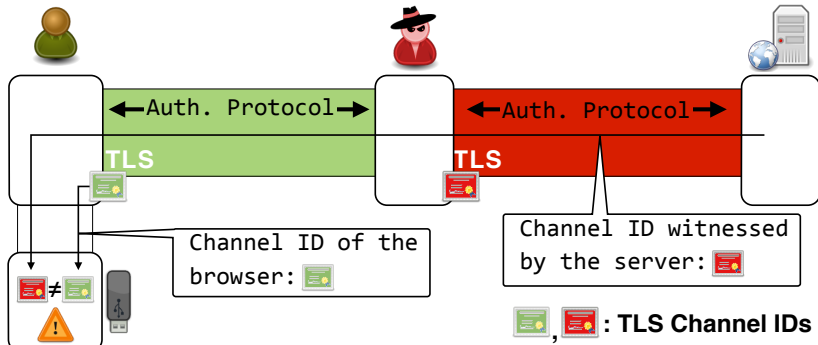 Auth. Protocol
Auth. Protocol
TLS
TLS
Channel ID of the
browser:
Channel ID witnessed
by the server:
≠
!
, : TLS Channel IDs